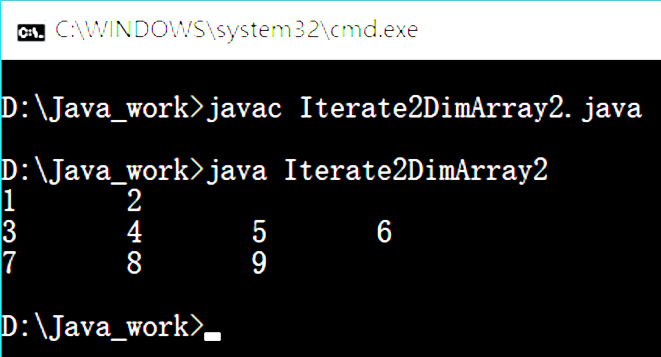 C:\WINDOWS\system32\cmd.exe
D:\Java_work>javac Iterate2DimArray2.java
D:\Java_work>java Iterate2DimArray2
1 2
3 4 5 6
7 8 9
D:\Java_work>